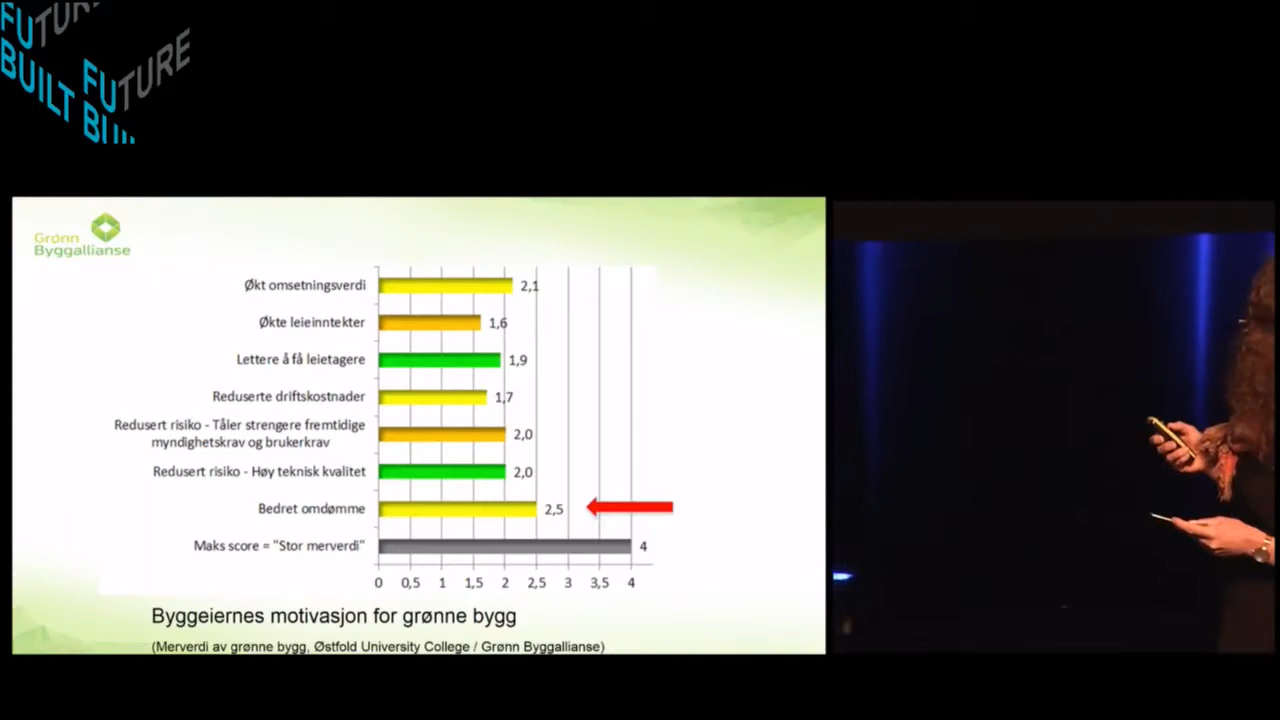 FUTURE
BUILT
FUTURE
BUIL
Grønn
Byggallianse
Økt omsetningsverdi 2,1
Økte leieinntekter 1,6
Lettere å få leietagere 1,9
Reduserte driftskostnader 1,7
Redusert risiko - Tåler strengere fremtidige
myndighetskrav og brukerkrav 2,0
Redusert risiko - Høy teknisk kvalitet 2,0
Bedret omdømme 2,5
Maks score = "Stor merverdi" 4
0 0,5 1 1,5 2 2,5 3 3,5 4
Byggeiernes motivasjon for grønne bygg
(Merverdi av grønne bygg, Østfold University College / Grønn Byggallianse)